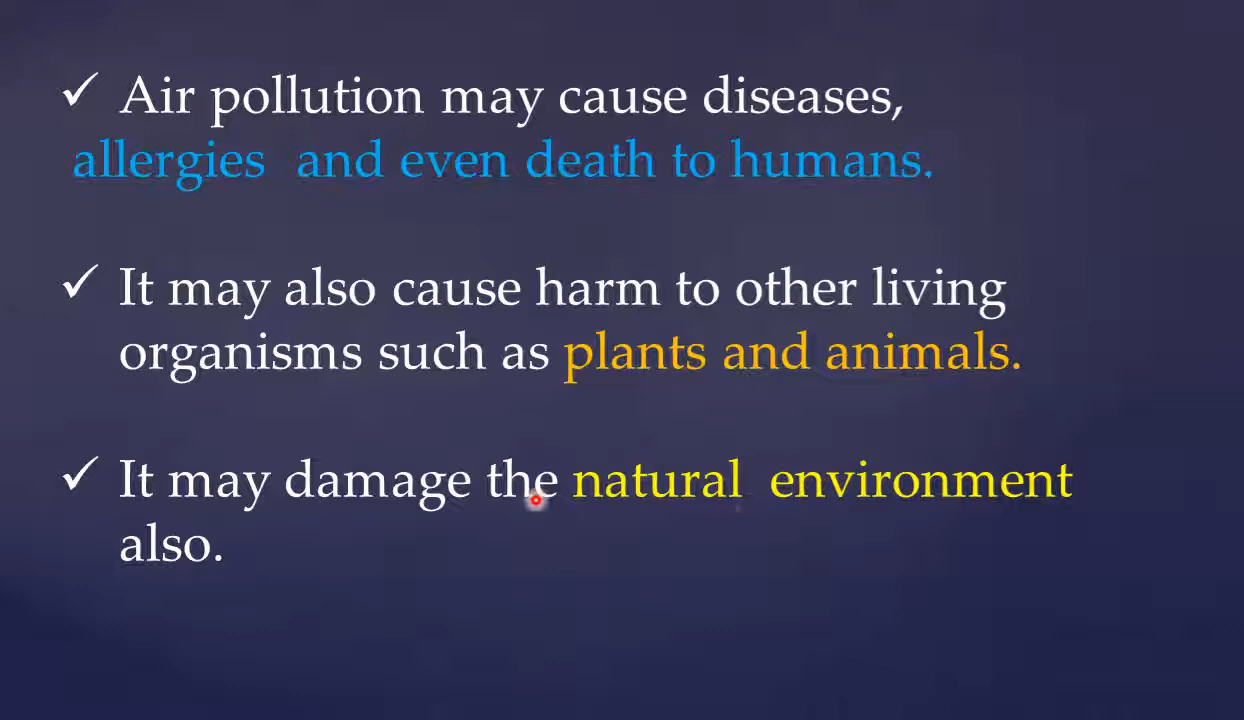 ✓ Air pollution may cause diseases,
allergies and even death to humans.
✓ It may also cause harm to other living
organisms such as plants and animals.
✓ It may damage the natural environment
also.